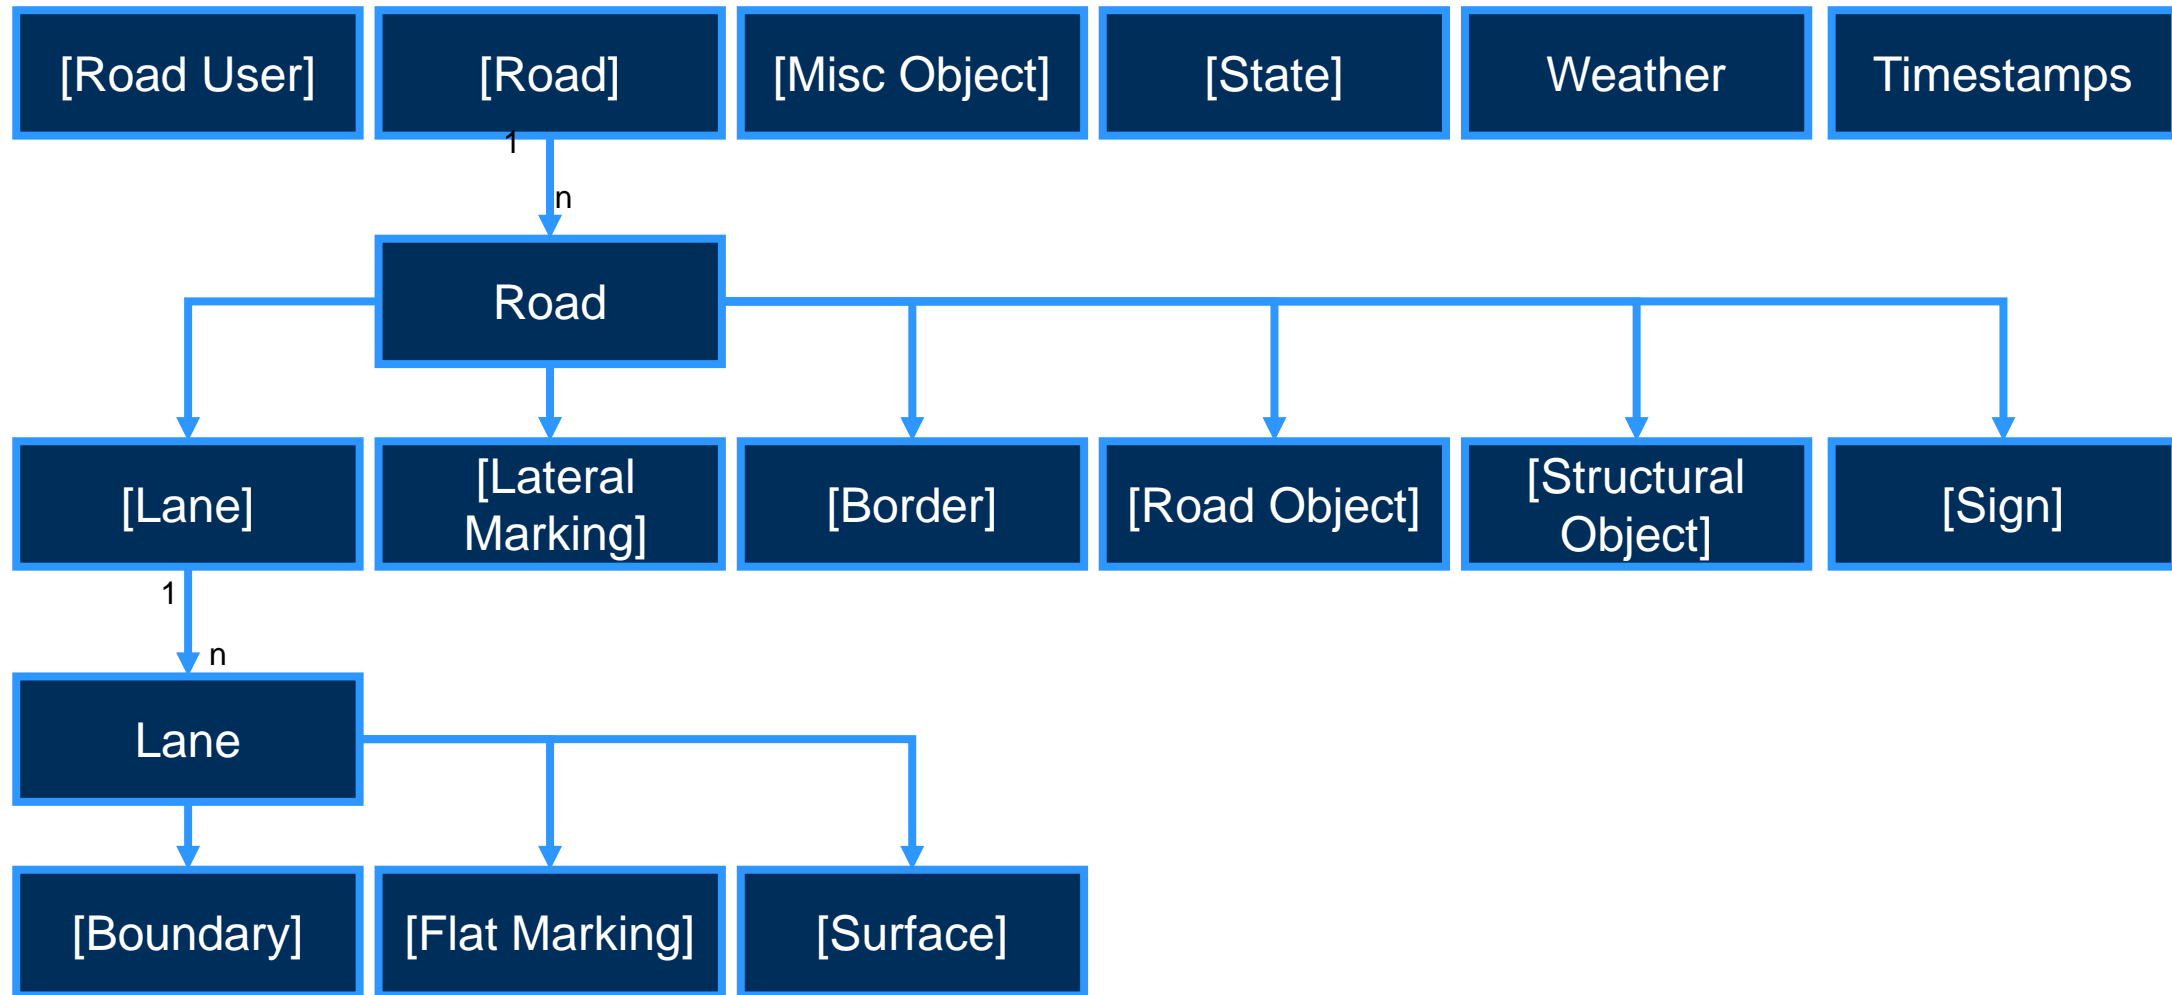 [Road User]
[Road]
[Misc Object]
[State]
Weather
Timestamps
1
n
Road
[Lane]
[Lateral
Marking]
[Border]
[Road Object]
[Structural
Object]
[Sign]
1
n
Lane
[Boundary]
[Flat Marking]
[Surface]